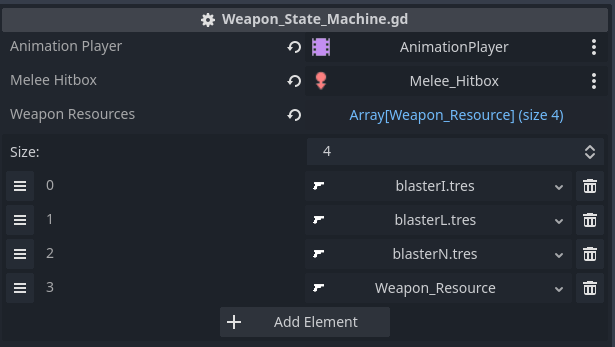 Weapon_State_Machine.gd
Animation Player AnimationPlayer
Melee Hitbox Melee_Hitbox
Weapon Resources Array[Weapon_Resource] (size 4)
Size: 4
0 blasterI.tres
1 blasterL.tres
2 blasterN.tres
3 Weapon_Resource
Add Element